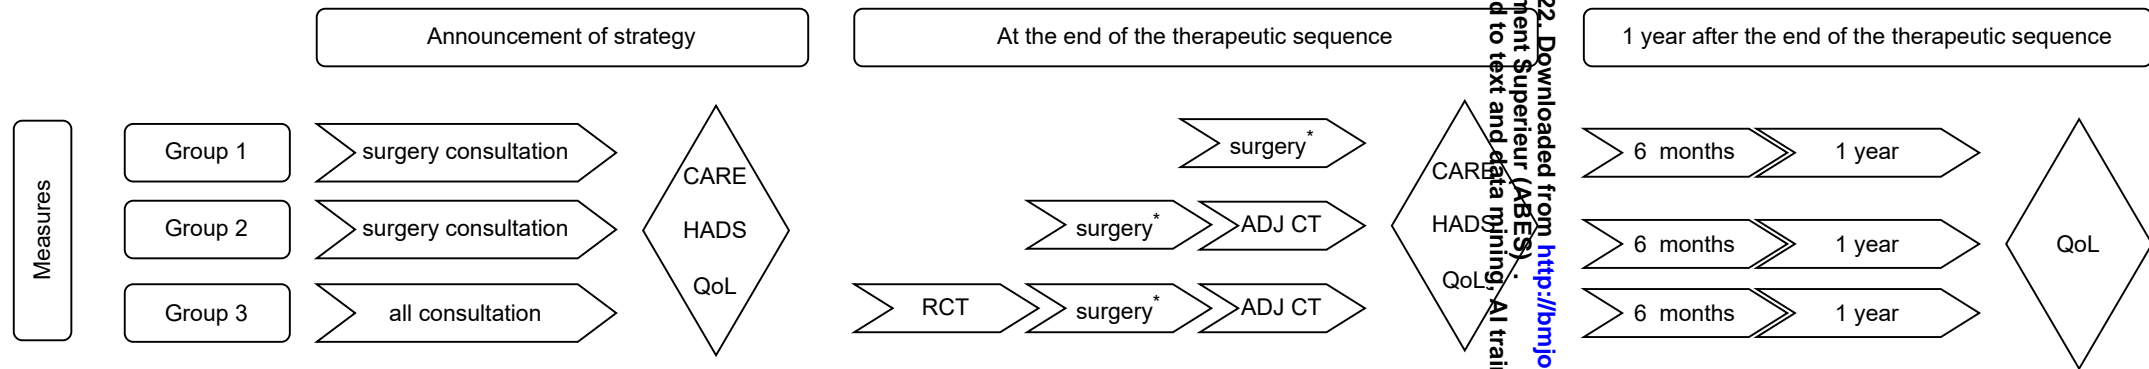 Announcement of strategy
At the end of the therapeutic sequence
1 year after the end of the therapeutic sequence
Measures
Group 1
surgery consultation
Group 2
surgery consultation
Group 3
all consultation
CARE
HADS
QoL
surgery*
surgery*
ADJ CT
RCT
surgery*
ADJ CT
CARE
HADS
QoL
22. Downloaded from http://bmjo
ment Superieur (ABES) .
d to text and data mining, AI trai
6 months
1 year
6 months
1 year
6 months
1 year
QoL